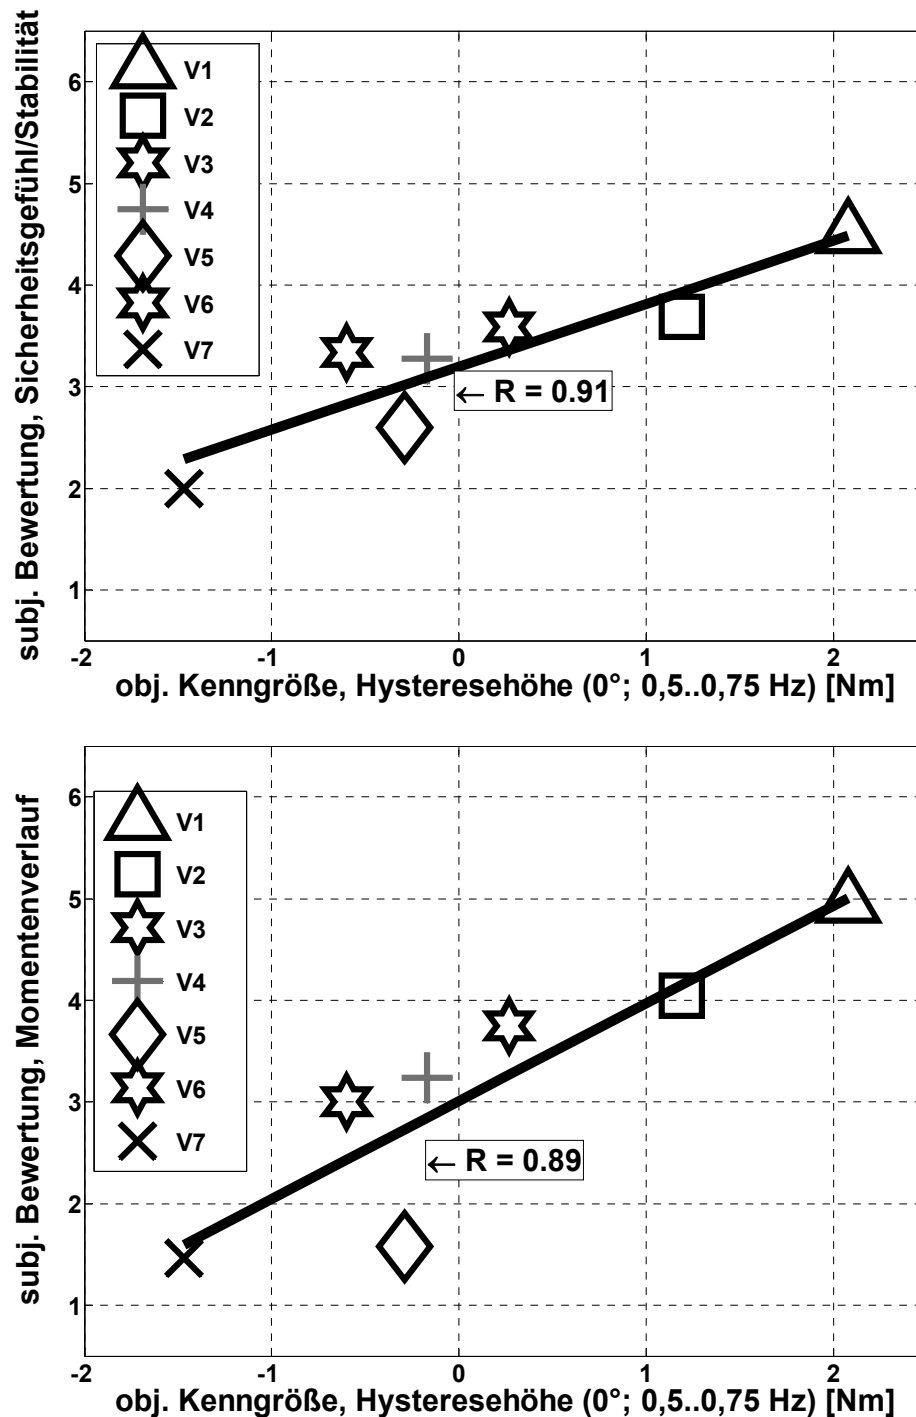 subj. Bewertung, Sicherheitsgefühl/Stabilität
6
5
4
3
2
1
V1
V2
V3
V4
V5
V6
V7
← R = 0.91
-2 -1 0 1 2
obj. Kenngröße, Hysteresehöhe (0°; 0,5..0,75 Hz) [Nm]
subj. Bewertung, Momentenverlauf
6
5
4
3
2
1
V1
V2
V3
V4
V5
V6
V7
← R = 0.89
-2 -1 0 1 2
obj. Kenngröße, Hysteresehöhe (0°; 0,5..0,75 Hz) [Nm]